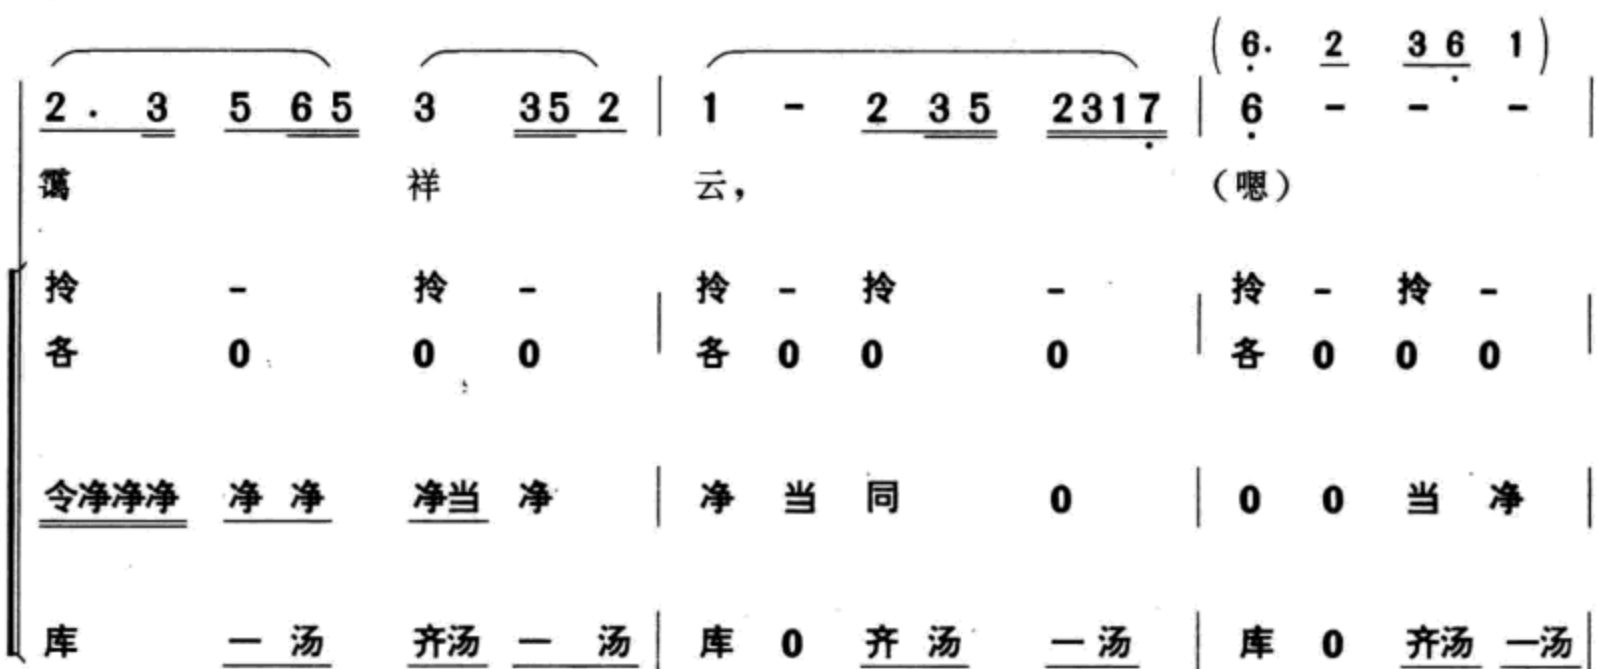 (6. 2 36 1)
2 . 3 5 65 3 35 2 | 1 - 2 35 2317 | 6 - - - |
霭 祥 云， （嗯）
拎 - 拎 - | 拎 - 拎 - | 拎 - 拎 - |
各 0 0 0 | 各 0 0 0 | 各 0 0 0 |
令净净净 净 净 净当 净 | 净 当 同 0 | 0 0 当 净 |
库 一 汤 齐汤 一 汤 | 库 0 齐 汤 一汤 | 库 0 齐汤 一汤 |